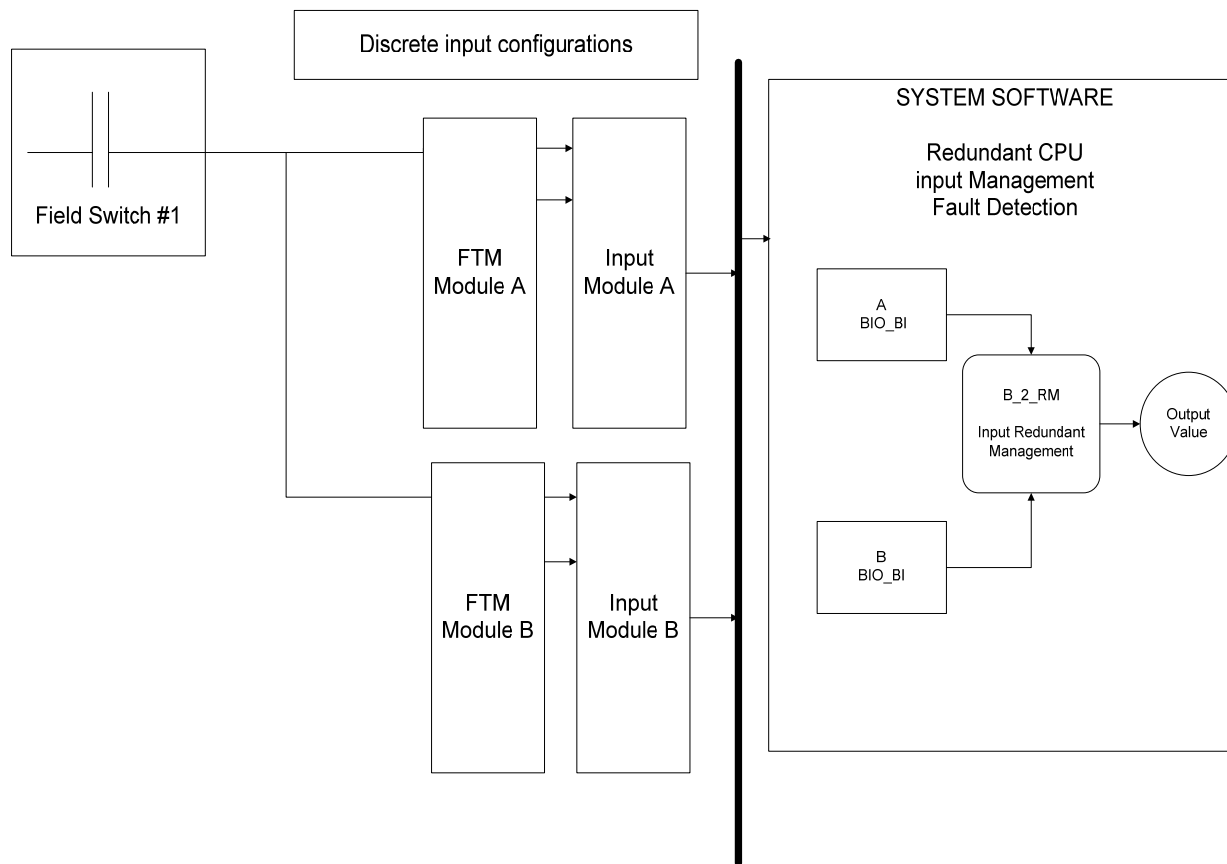 Discrete input configurations
Field Switch #1
FTM
Module A
Input
Module A
FTM
Module B
Input
Module B
SYSTEM SOFTWARE
Redundant CPU
input Management
Fault Detection
A
BIO_BI
B_2_RM
Input Redundant
Management
Output
Value
B
BIO_BI